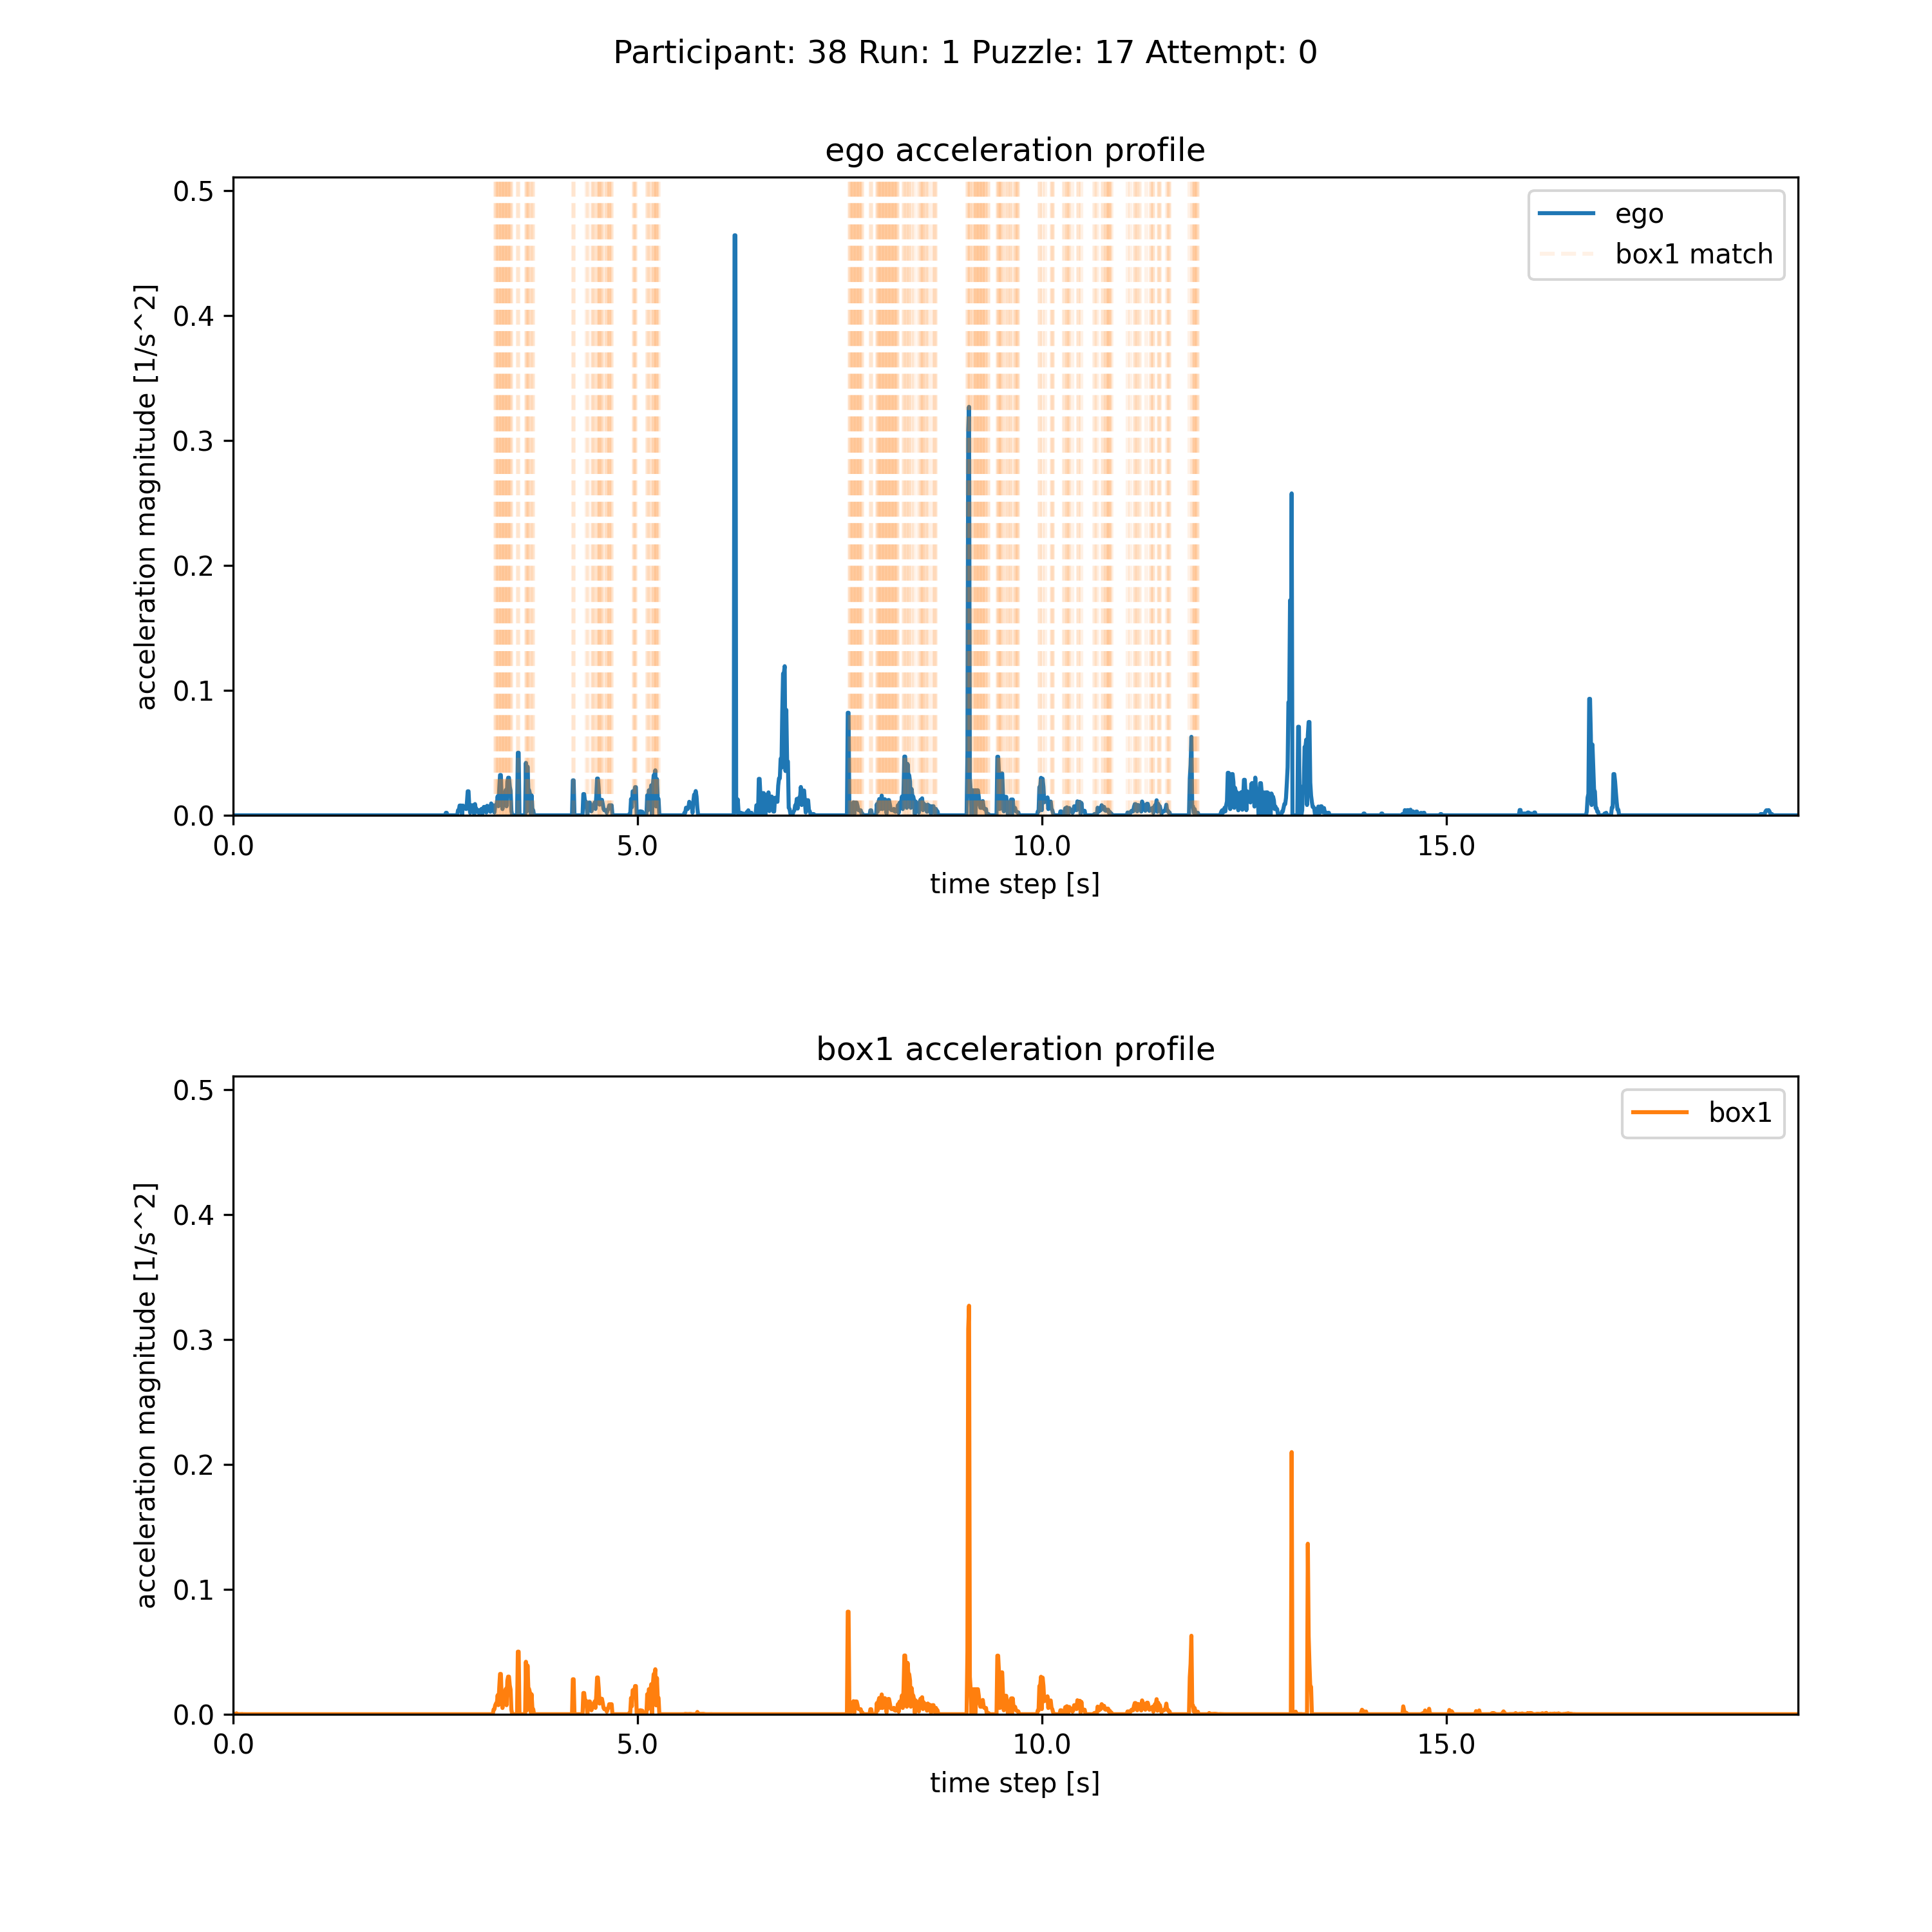 Participant: 38 Run: 1 Puzzle: 17 Attempt: 0
ego acceleration profile
acceleration magnitude [1/s^2]
0.5
0.4
0.3
0.2
0.1
0.0
ego
box1 match
0.0 5.0 10.0 15.0
time step [s]
box1 acceleration profile
acceleration magnitude [1/s^2]
0.5
0.4
0.3
0.2
0.1
0.0
box1
0.0 5.0 10.0 15.0
time step [s]